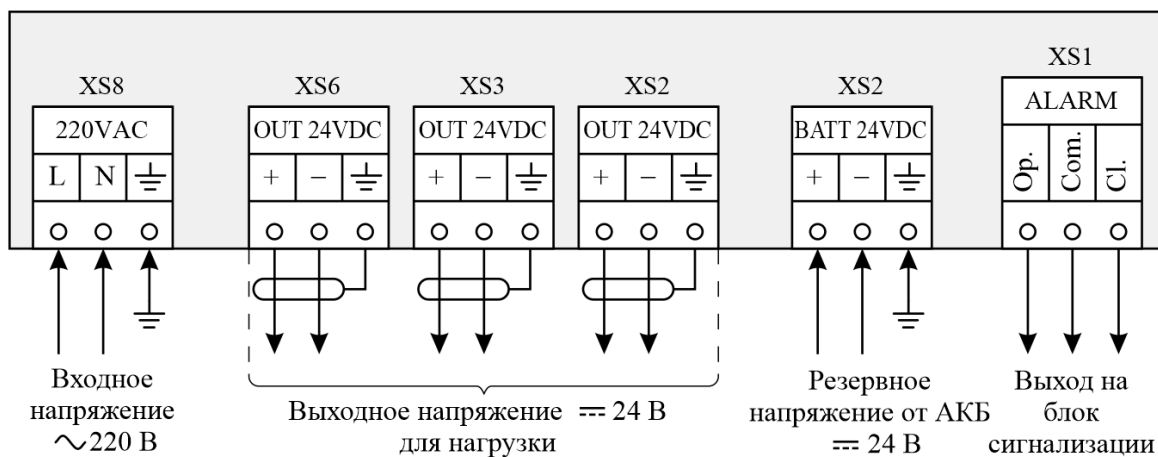 XS8
220VAC
L N
XS6
OUT 24VDC
+ −
XS3
OUT 24VDC
+ −
XS2
OUT 24VDC
+ −
XS2
BATT 24VDC
+ −
XS1
ALARM
Op. Com. Cl.
Входное
напряжение
~220 В
Выходное напряжение ⎓ 24 В
для нагрузки
Резервное
напряжение от АКБ
⎓ 24 В
Выход на
блок
сигнализации